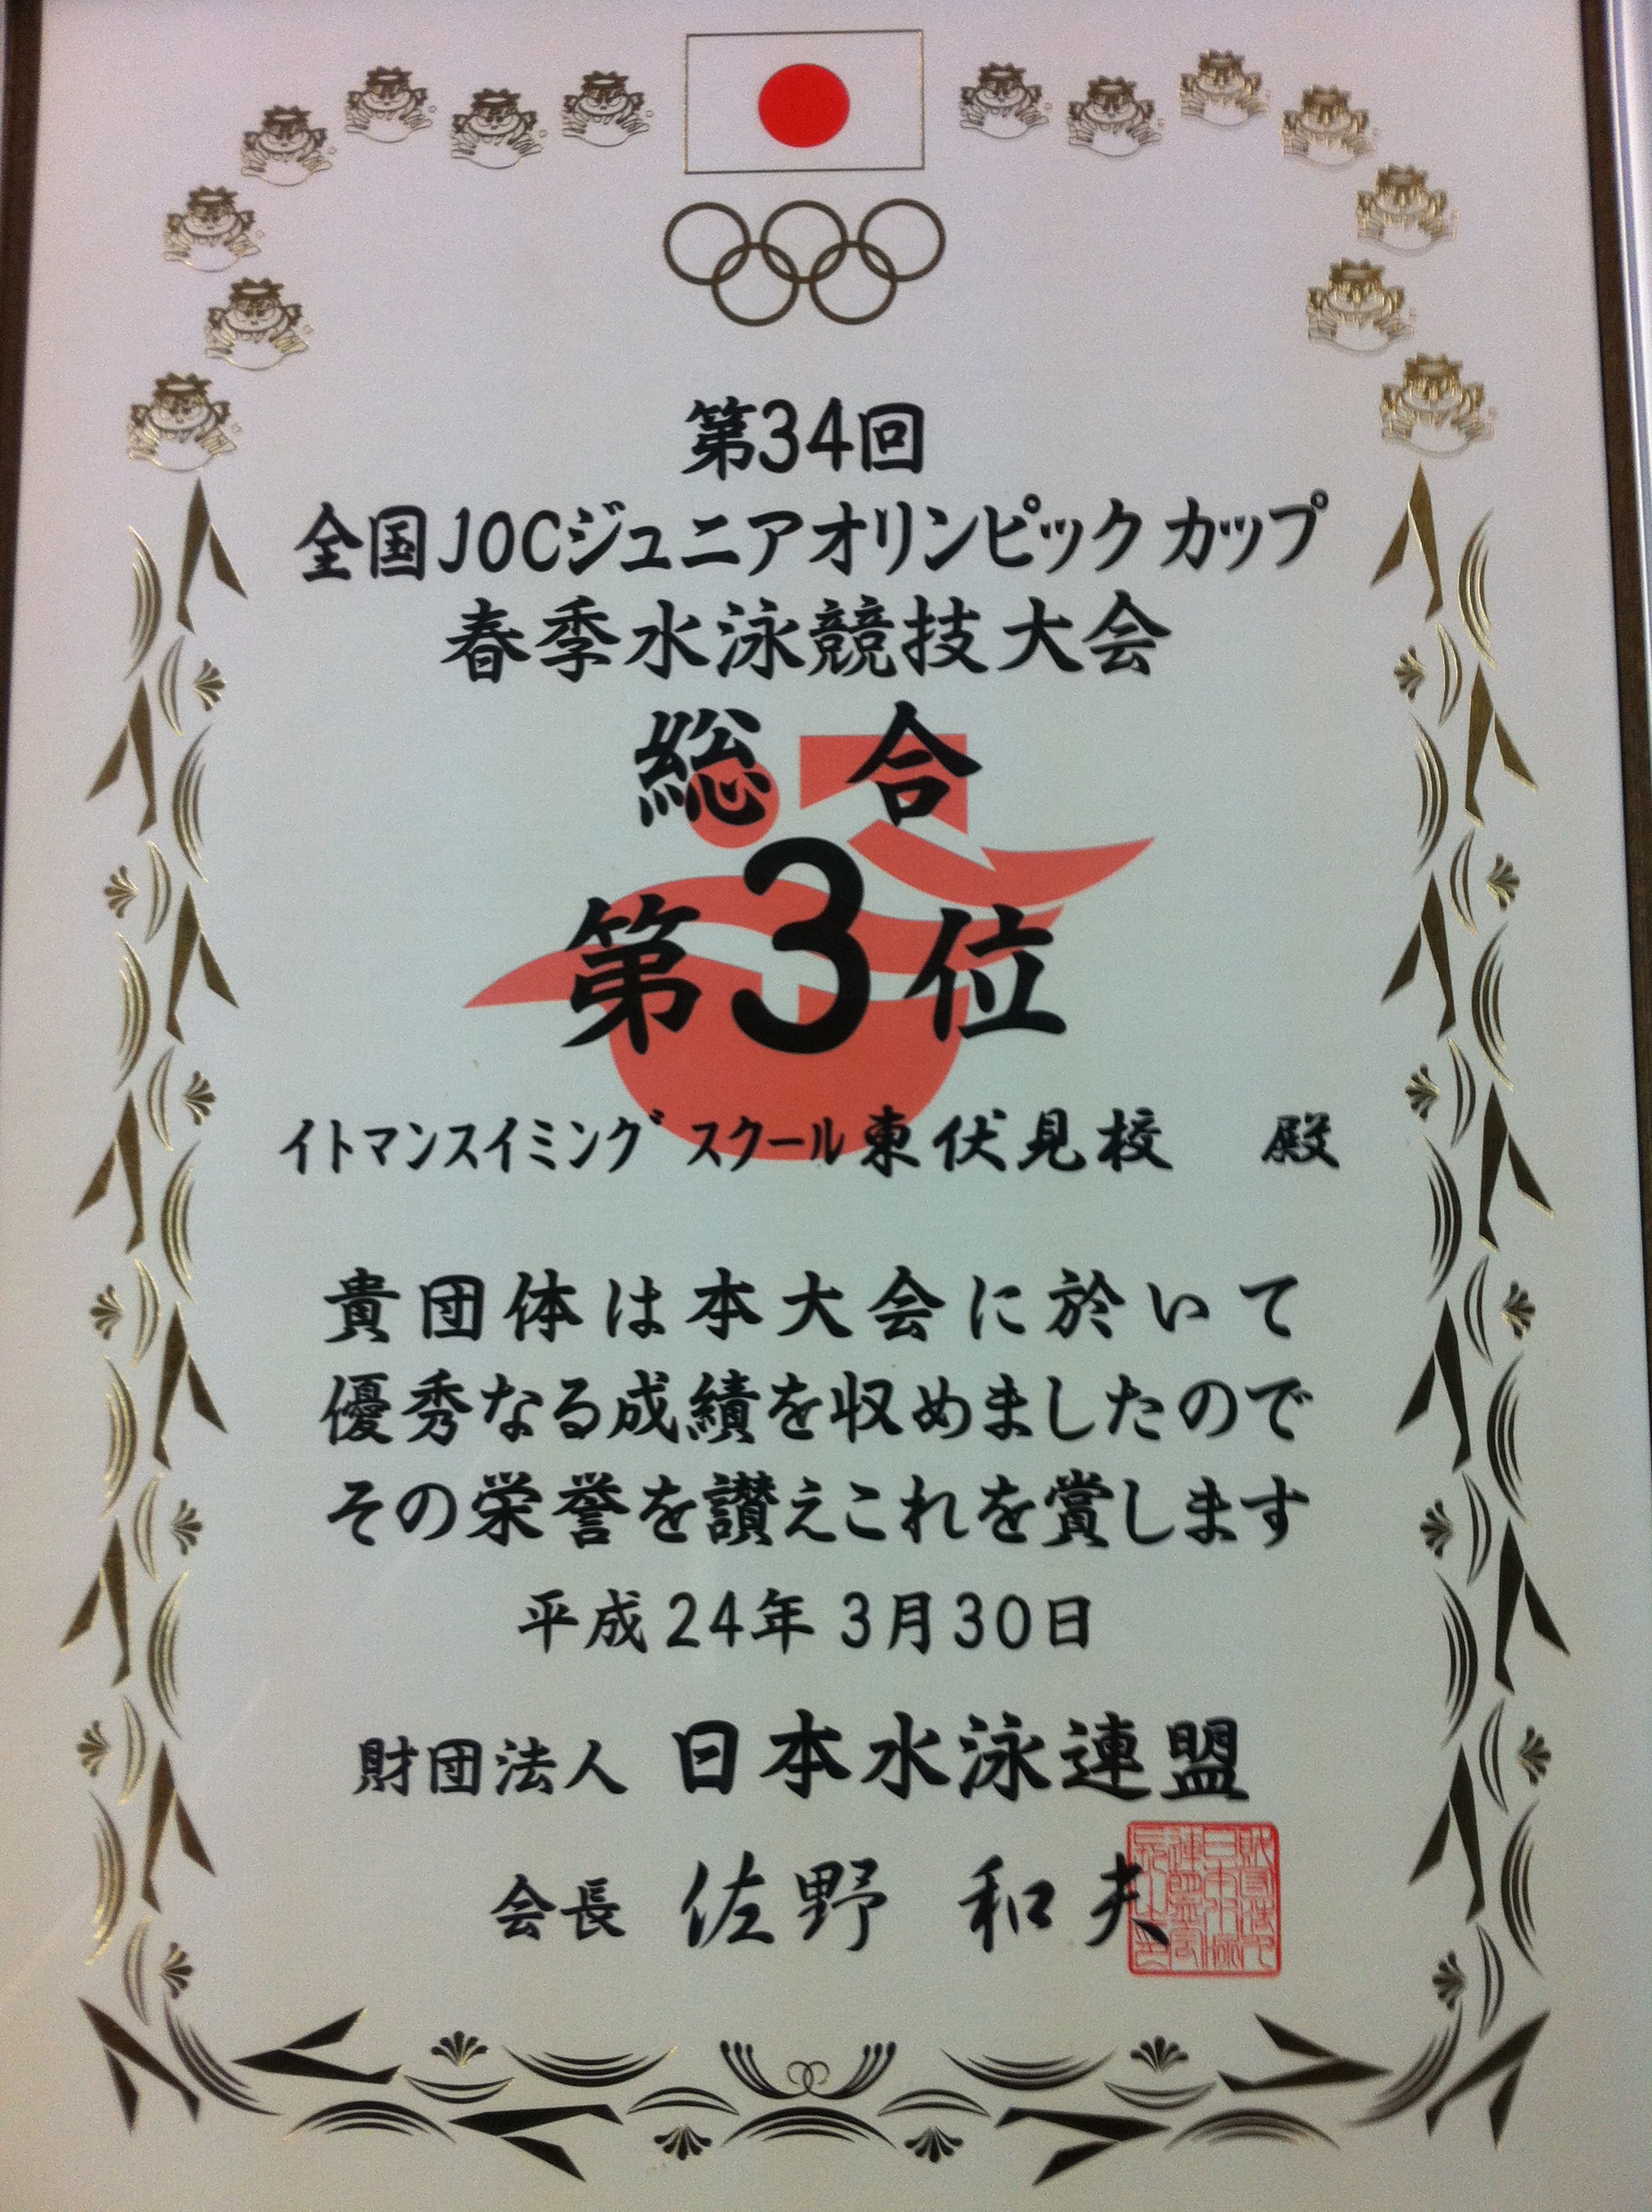 第34回
全国JOCジュニアオリンピックカップ
春季水泳競技大会
総合
第3位
イトマンスイミングスクール東伏見校 殿
貴団体は本大会に於いて
優秀なる成績を収めましたので
その栄誉を讃えこれを賞します
平成24年3月30日
財団法人 日本水泳連盟
会長 佐野 和夫